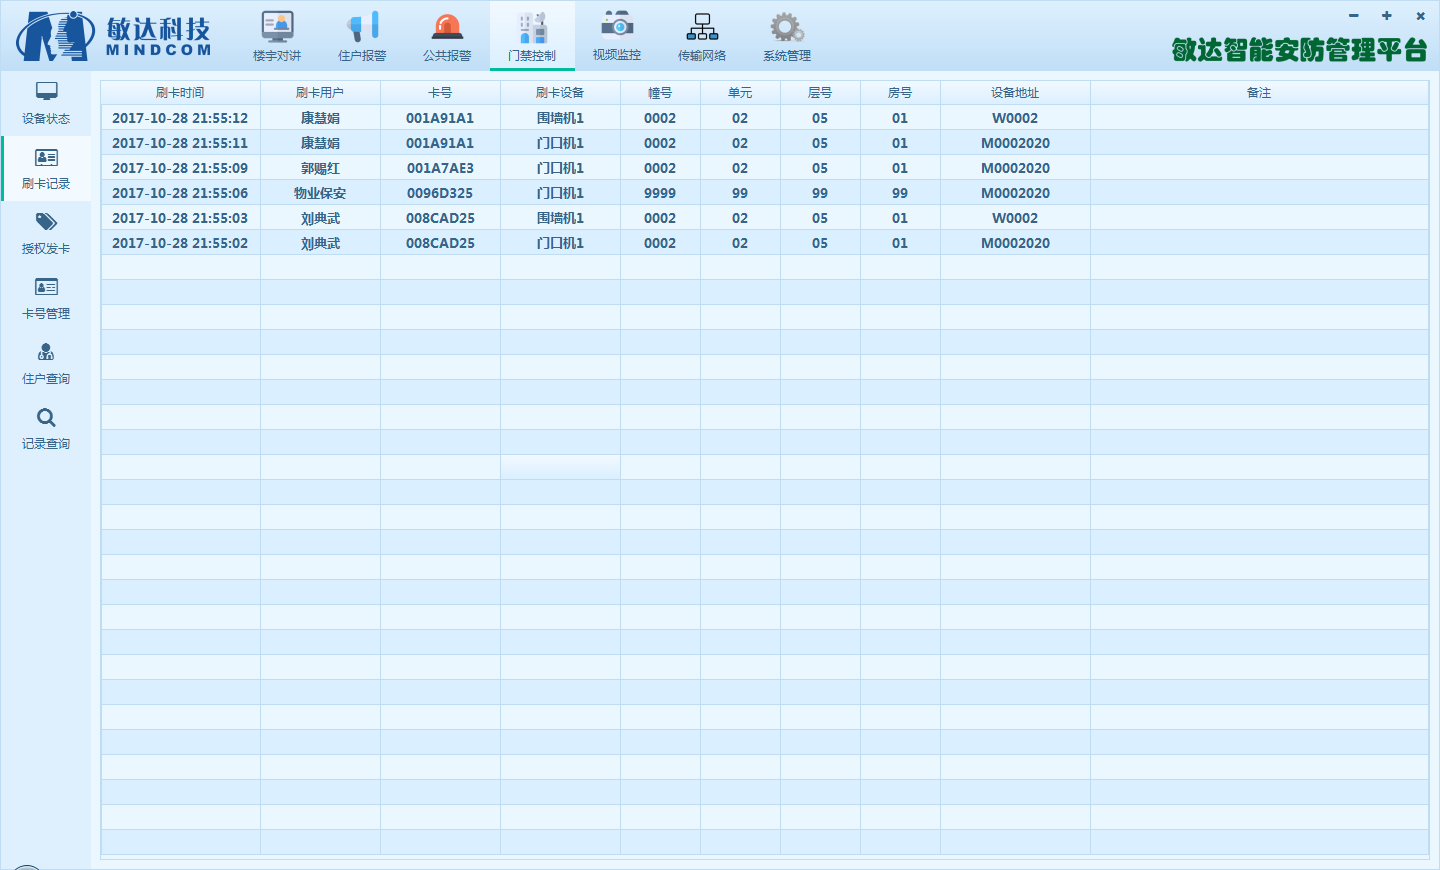 敏达科技
MINDCOM
楼宇对讲 住户报警 公共报警 门禁控制 视频监控 传输网络 系统管理
敏达智能安防管理平台
设备状态
刷卡记录
授权发卡
卡号管理
住户查询
记录查询
刷卡时间 刷卡用户 卡号 刷卡设备 幢号 单元 层号 房号 设备地址 备注
2017-10-28 21:55:12 康慧娟 001A91A1 围墙机1 0002 02 05 01 W0002
2017-10-28 21:55:11 康慧娟 001A91A1 门口机1 0002 02 05 01 M0002020
2017-10-28 21:55:09 郭赐红 001A7AE3 门口机1 0002 02 05 01 M0002020
2017-10-28 21:55:06 物业保安 0096D325 门口机1 9999 99 99 99 M0002020
2017-10-28 21:55:03 刘典武 008CAD25 围墙机1 0002 02 05 01 W0002
2017-10-28 21:55:02 刘典武 008CAD25 门口机1 0002 02 05 01 M0002020